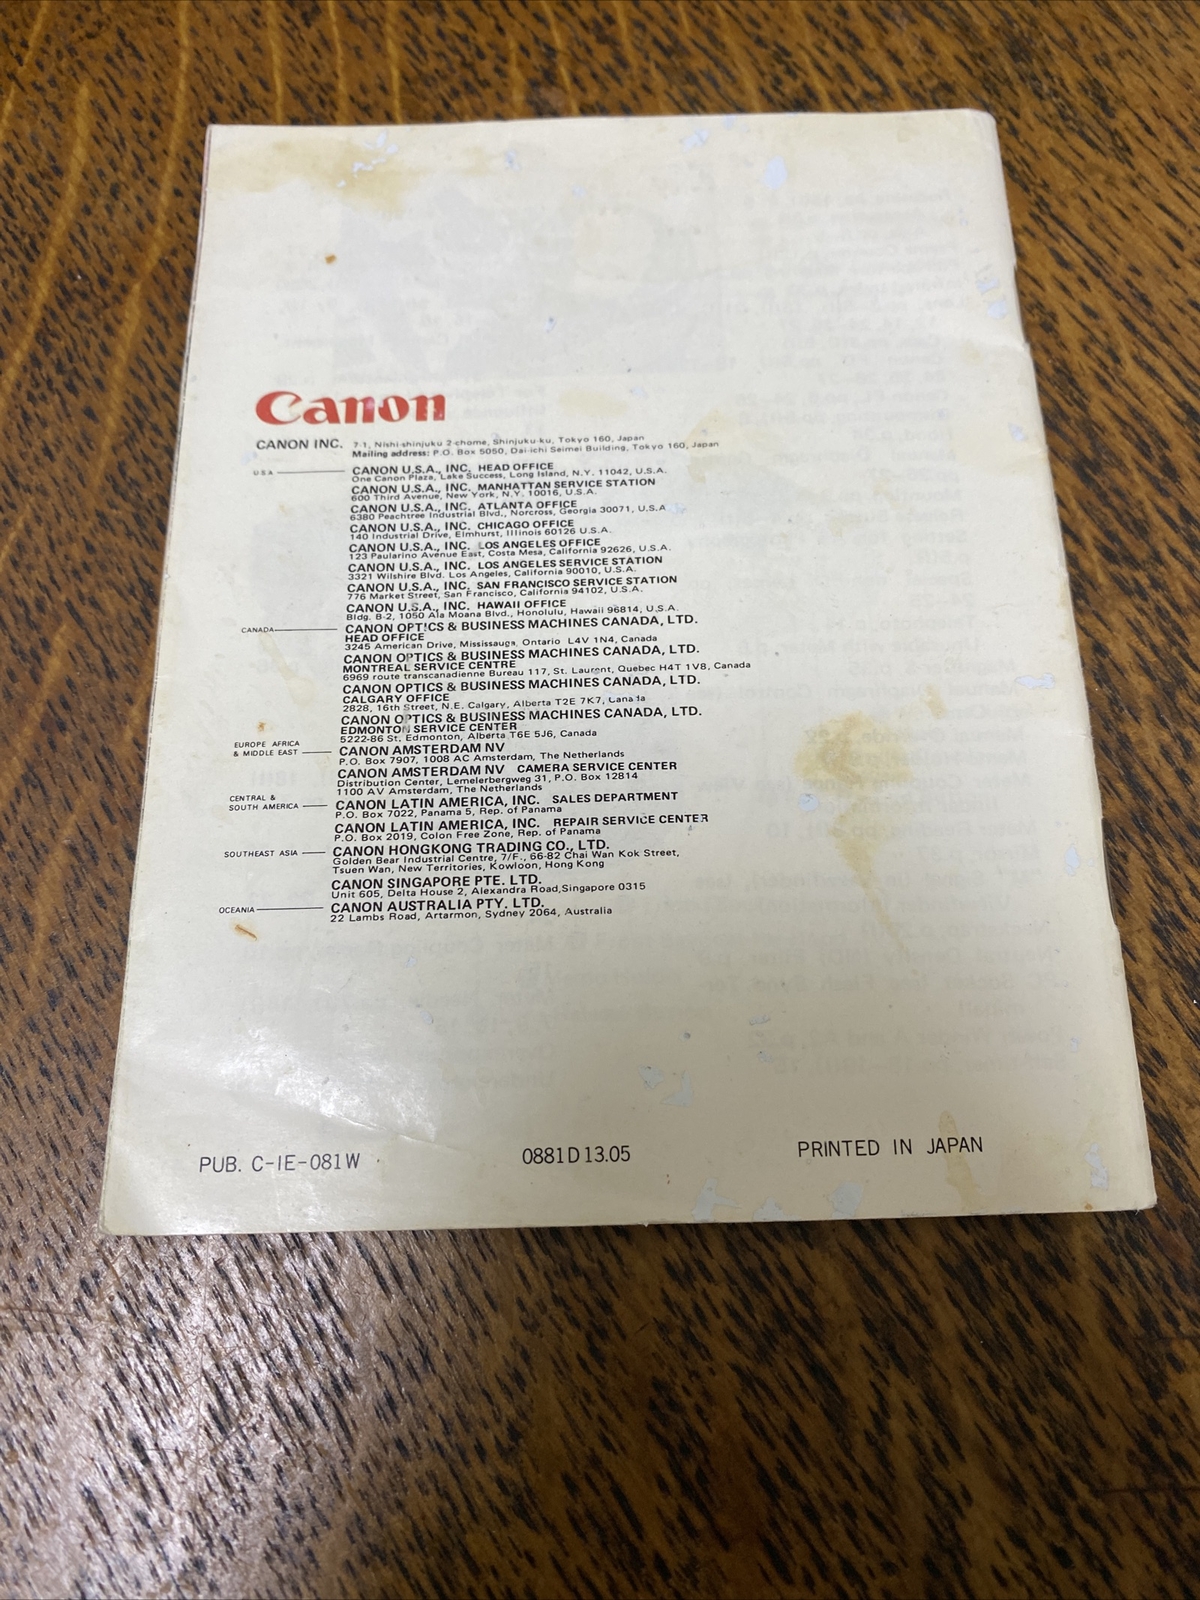 Canon
CANON INC. 7-1, Nishi-shinjuku 2-chome, Shinjuku-ku, Tokyo 160, Japan
Mailing address: P.O. Box 5050, Dai-ichi Seimei Building, Tokyo 160, Japan
U.S.A. CANON U.S.A., INC. HEAD OFFICE
One Canon Plaza, Lake Success, Long Island, N.Y. 11042, U.S.A.
CANON U.S.A., INC. MANHATTAN SERVICE STATION
600 Third Avenue, New York, N.Y. 10016, U.S.A.
CANON U.S.A., INC. ATLANTA OFFICE
6380 Peachtree Industrial Blvd., Norcross, Georgia 30071, U.S.A
CANON U.S.A., INC. CHICAGO OFFICE
140 Industrial Drive, Elmhurst, Illinois 60126 U.S.A.
CANON U.S.A., INC. LOS ANGELES OFFICE
123 Paularino Avenue East, Costa Mesa, California 92626, U.S.A.
CANON U.S.A., INC. LOS ANGELES SERVICE STATION
3321 Wilshire Blvd. Los Angeles, California 90010, U.S.A.
CANON U.S.A., INC. SAN FRANCISCO SERVICE STATION
776 Market Street, San Francisco, California 94102, U.S.A.
CANON U.S.A., INC. HAWAII OFFICE
Bldg. B-2, 1050 Ala Moana Blvd., Honolulu, Hawaii 96814, U.S.A.
CANADA CANON OPTICS & BUSINESS MACHINES CANADA, LTD.
HEAD OFFICE
3245 American Drive, Mississauga, Ontario L4V 1N4, Canada
CANON OPTICS & BUSINESS MACHINES CANADA, LTD.
MONTREAL SERVICE CENTRE
6969 route transcanadienne Bureau 117, St. Laurent, Quebec H4T 1V8, Canada
CANON OPTICS & BUSINESS MACHINES CANADA, LTD.
CALGARY OFFICE
2828, 16th Street, N.E. Calgary, Alberta T2E 7K7, Canada
CANON OPTICS & BUSINESS MACHINES CANADA, LTD.
EDMONTON SERVICE CENTER
5222-86 St. Edmonton, Alberta T6E 5J6, Canada
EUROPE AFRICA
& MIDDLE EAST CANON AMSTERDAM NV
P.O. Box 7907, 1008 AC Amsterdam, The Netherlands
CANON AMSTERDAM NV CAMERA SERVICE CENTER
Distribution Center, Lemelerbergweg 31, P.O. Box 12814
1100 AV Amsterdam, The Netherlands
CENTRAL &
SOUTH AMERICA CANON LATIN AMERICA, INC. SALES DEPARTMENT
P.O. Box 7022, Panama 5, Rep. of Panama
CANON LATIN AMERICA, INC. REPAIR SERVICE CENTER
P.O. Box 2019, Colon Free Zone, Rep. of Panama
SOUTHEAST ASIA CANON HONGKONG TRADING CO., LTD.
Golden Bear Industrial Centre, 7/F., 66-82 Chai Wan Kok Street,
Tsuen Wan, New Territories, Kowloon, Hong Kong
CANON SINGAPORE PTE. LTD.
Unit 605, Delta House 2, Alexandra Road,Singapore 0315
OCEANIA CANON AUSTRALIA PTY. LTD.
22 Lambs Road, Artarmon, Sydney 2064, Australia
PUB. C-IE-081W 0881D13.05 PRINTED IN JAPAN